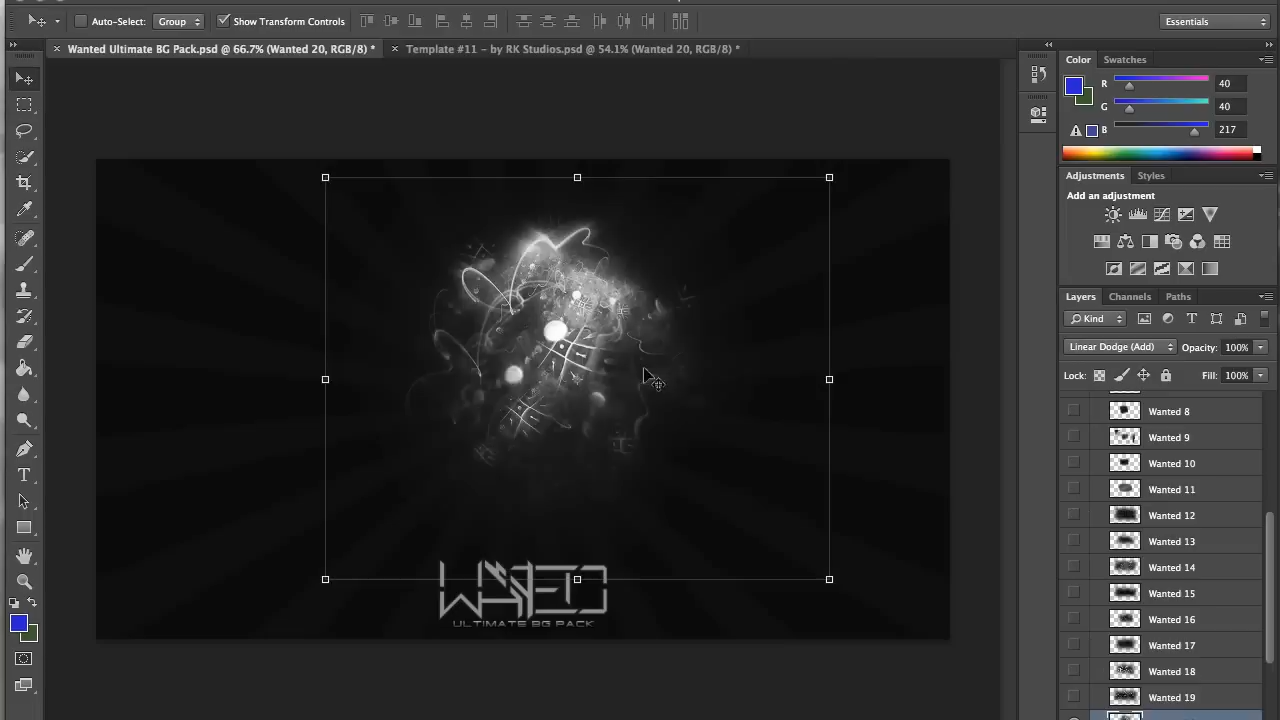 Auto-Select: Group Show Transform Controls Essentials
Wanted Ultimate BG Pack.psd @ 66.7% (Wanted 20, RGB/8) * Template #11 – by RK Studios.psd @ 54.1% (Wanted 20, RGB/8) *
Color Swatches
R 40
G 40
B 217
Adjustments Styles
Add an adjustment
Layers Channels Paths
Kind
Linear Dodge (Add) Opacity: 100%
Lock: Fill: 100%
Wanted 8
Wanted 9
Wanted 10
Wanted 11
Wanted 12
Wanted 13
Wanted 14
Wanted 15
Wanted 16
Wanted 17
Wanted 18
Wanted 19
WANTED
ULTIMATE BG PACK